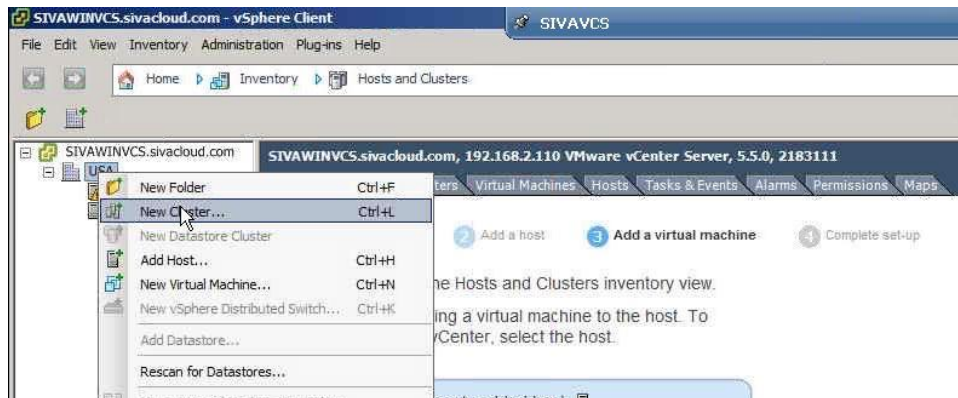 SIVAWINVCS.sivacloud.com - vSphere Client
SIVAVCS
File Edit View Inventory Administration Plug-ins Help
Home Inventory Hosts and Clusters
SIVAWINVCS.sivacloud.com
SIVAWINVCS.sivacloud.com, 192.168.2.110 VMware vCenter Server, 5.5.0, 2183111
USA
ters Virtual Machines Hosts Tasks & Events Alarms Permissions Maps
New Folder Ctrl+F
New Cluster... Ctrl+L
New Datastore Cluster
2 Add a host 3 Add a virtual machine 4 Complete set-up
Add Host... Ctrl+H
New Virtual Machine... Ctrl+N
he Hosts and Clusters inventory view.
New vSphere Distributed Switch... Ctrl+K
ing a virtual machine to the host. To
Add Datastore...
Center, select the host.
Rescan for Datastores...